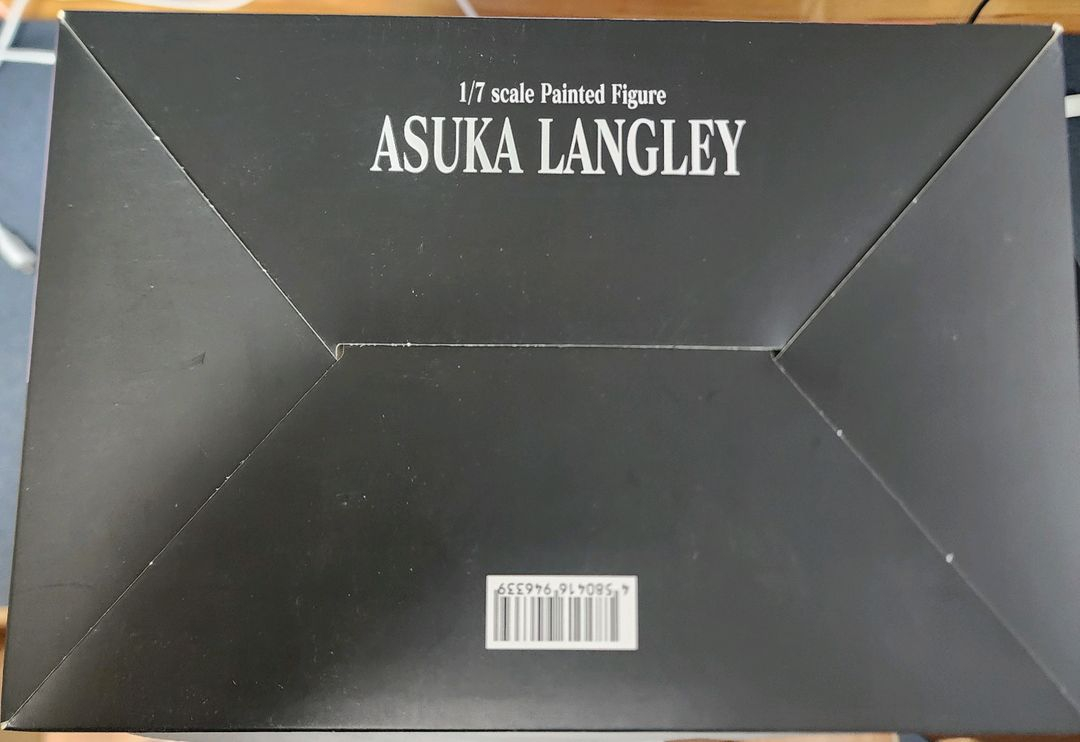 1/7 scale Painted Figure
ASUKA LANGLEY
4 580416 946339